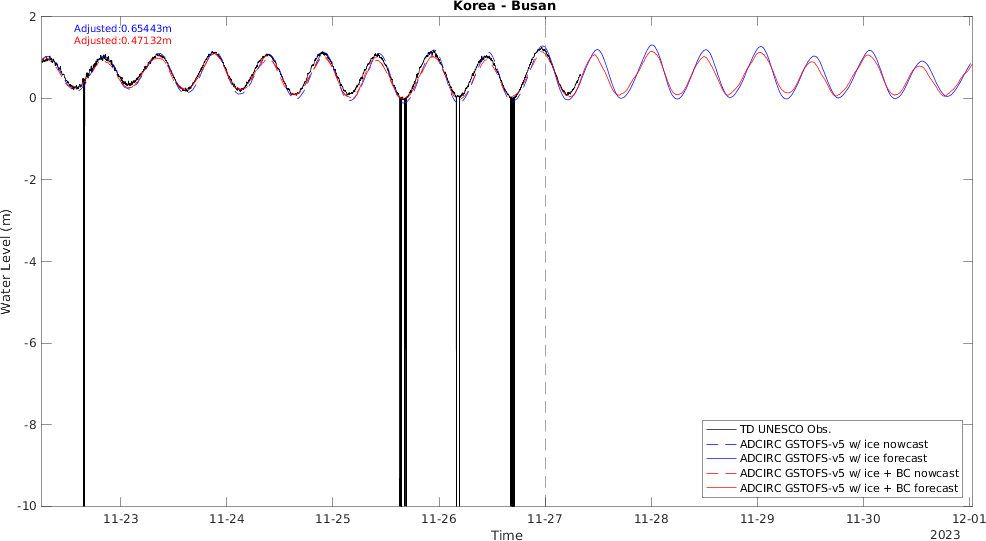 Korea - Busan
Adjusted:0.65443m
Adjusted:0.47132m
Water Level (m)
2
0
-2
-4
-6
-8
-10
TD UNESCO Obs.
ADCIRC GSTOFS-v5 w/ ice nowcast
ADCIRC GSTOFS-v5 w/ ice forecast
ADCIRC GSTOFS-v5 w/ ice + BC nowcast
ADCIRC GSTOFS-v5 w/ ice + BC forecast
11-23 11-24 11-25 11-26 11-27 11-28 11-29 11-30 12-01
Time
2023